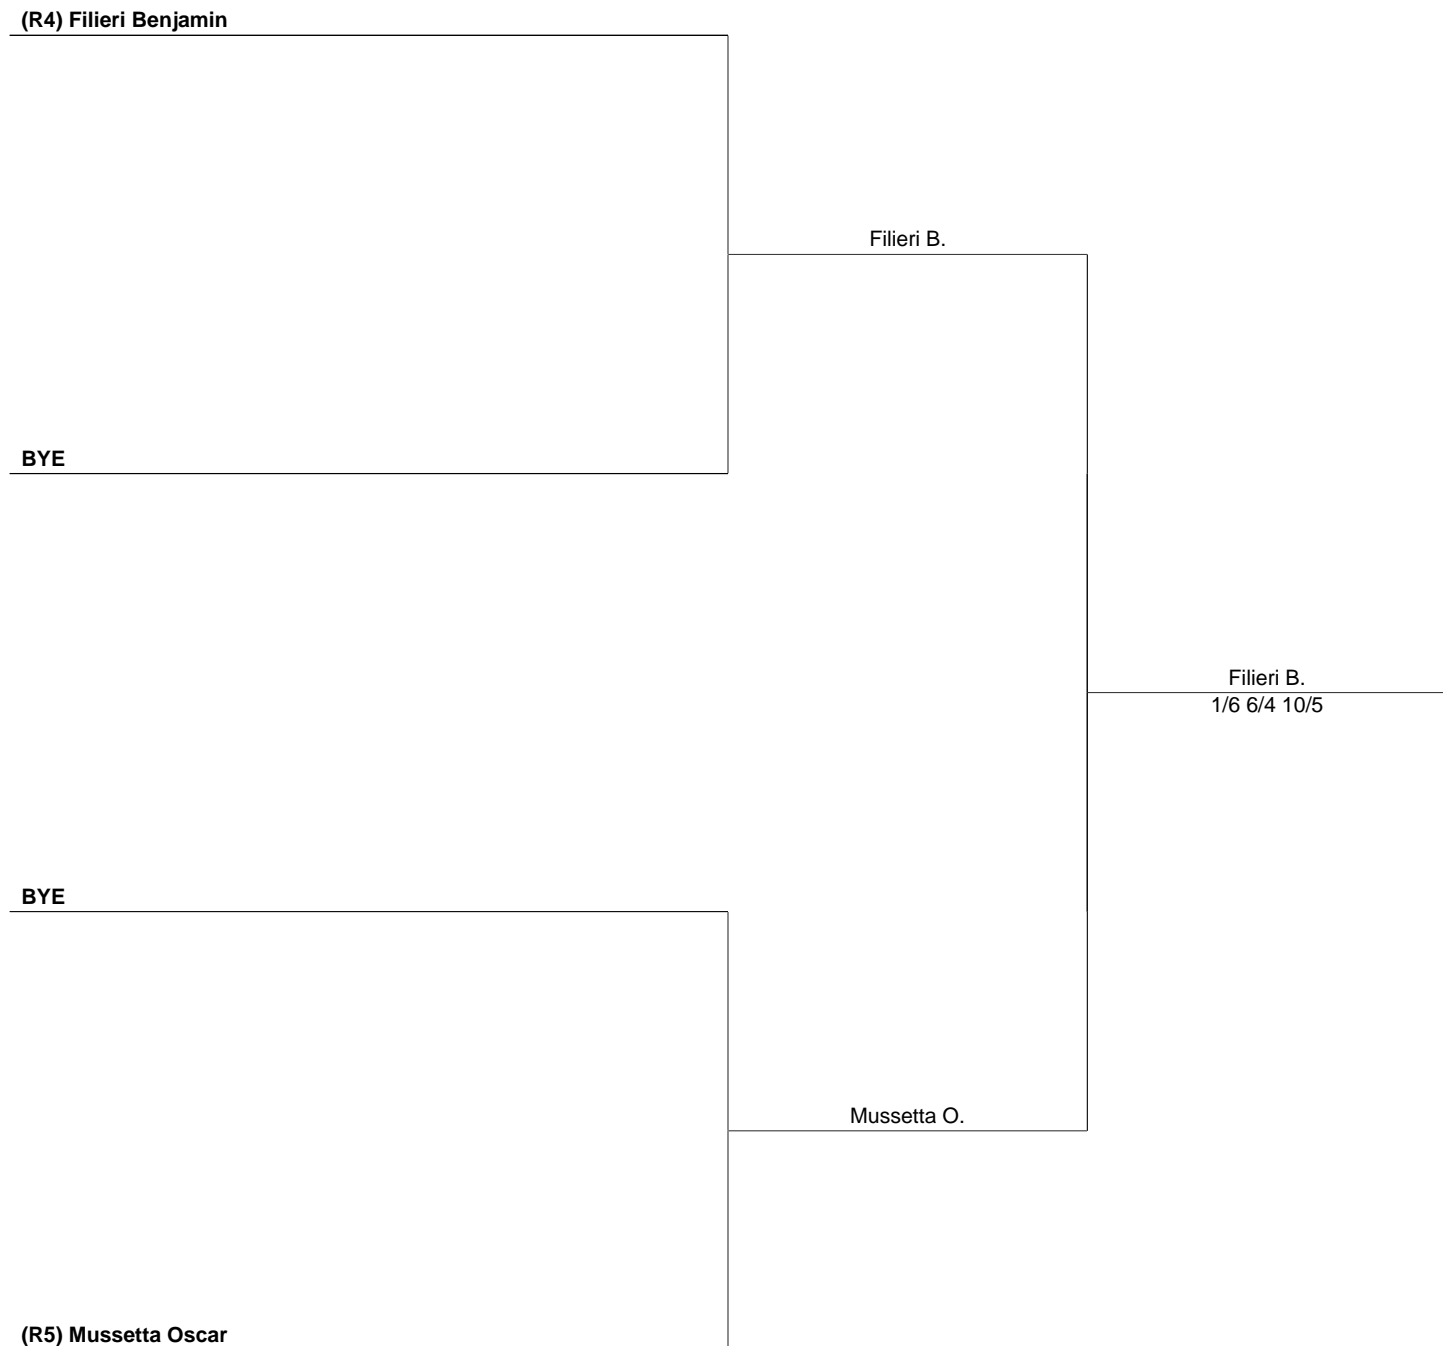 (R4) Filieri Benjamin
Filieri B.
BYE
Filieri B.
1/6 6/4 10/5
BYE
Mussetta O.
(R5) Mussetta Oscar